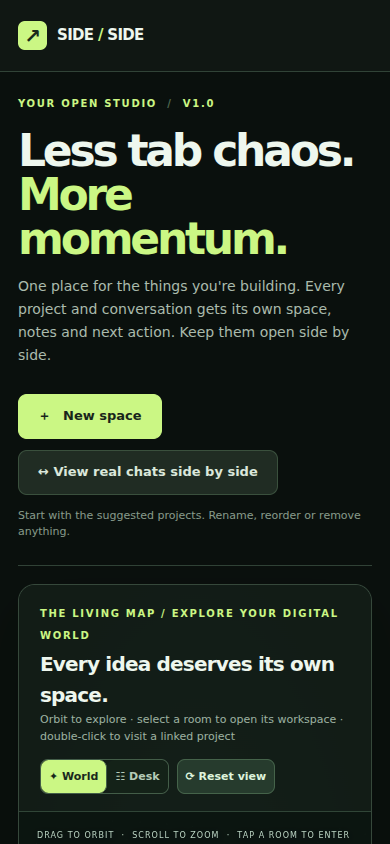 ↗ SIDE / SIDE
YOUR OPEN STUDIO / V1.0
Less tab chaos.
More
momentum.
One place for the things you're building. Every
project and conversation gets its own space,
notes and next action. Keep them open side by
side.
+ New space
↔ View real chats side by side
Start with the suggested projects. Rename, reorder or remove
anything.
THE LIVING MAP / EXPLORE YOUR DIGITAL
WORLD
Every idea deserves its own
space.
Orbit to explore · select a room to open its workspace ·
double-click to visit a linked project
✦ World ☷ Desk ⟳ Reset view
DRAG TO ORBIT · SCROLL TO ZOOM · TAP A ROOM TO ENTER